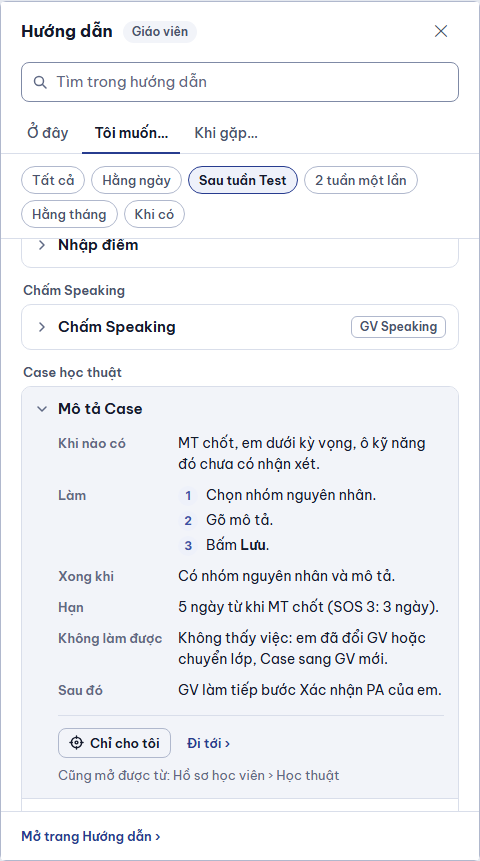 Hướng dẫn
Giáo viên
Tìm trong hướng dẫn
Ở đây
Tôi muốn...
Khi gặp...
Tất cả
Hằng ngày
Sau tuần Test
2 tuần một lần
Hằng tháng
Khi có
Nhập điểm
Chấm Speaking
Chấm Speaking
GV Speaking
Case học thuật
Mô tả Case
Khi nào có
MT chốt, em dưới kỳ vọng, ô kỹ năng
đó chưa có nhận xét.
Làm
1 Chọn nhóm nguyên nhân.
2 Gõ mô tả.
3 Bấm Lưu.
Xong khi
Có nhóm nguyên nhân và mô tả.
Hạn
5 ngày từ khi MT chốt (SOS 3: 3 ngày).
Không làm được
Không thấy việc: em đã đổi GV hoặc
chuyển lớp, Case sang GV mới.
Sau đó
GV làm tiếp bước Xác nhận PA của em.
Chỉ cho tôi
Đi tới ›
Cũng mở được từ: Hồ sơ học viên › Học thuật
Mở trang Hướng dẫn ›